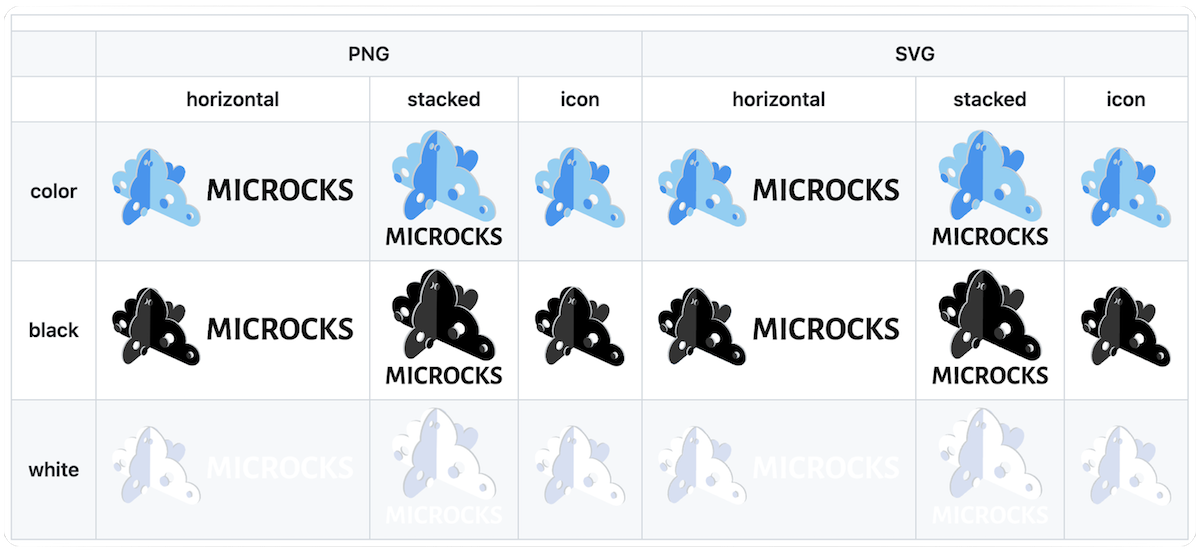 PNG SVG
horizontal stacked icon horizontal stacked icon
color MICROCKS MICROCKS MICROCKS MICROCKS
black MICROCKS MICROCKS MICROCKS MICROCKS
white MICROCKS MICROCKS MICROCKS MICROCKS